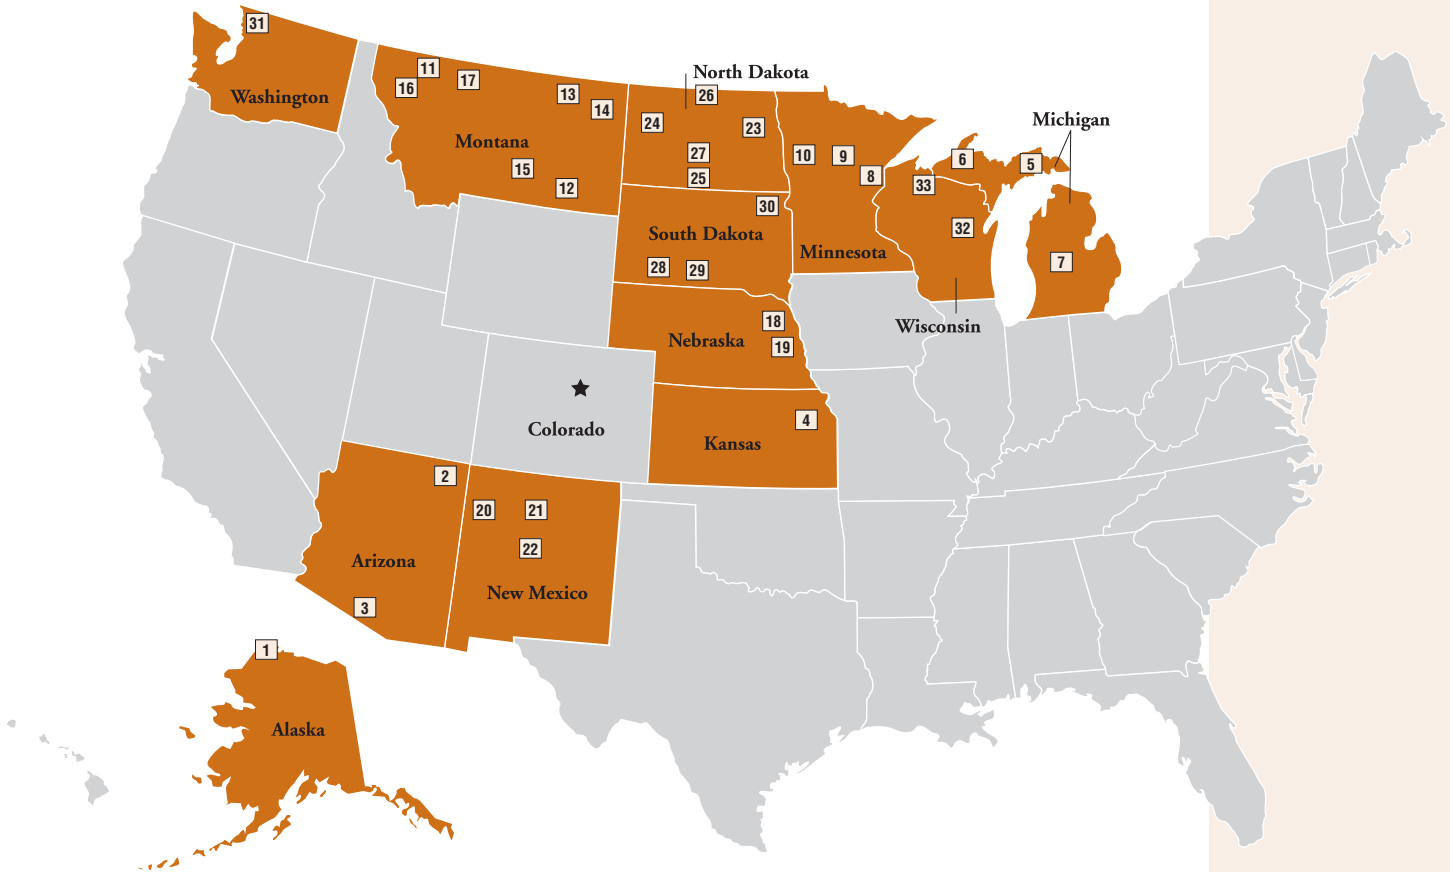 31
Washington
11
16
17
13
14
Montana
15
12
North Dakota
26
24
23
27
25
30
South Dakota
28
29
10
9
8
Minnesota
Michigan
6
5
33
32
7
Wisconsin
18
Nebraska
19
Colorado
4
Kansas
2
20
21
22
Arizona
New Mexico
3
1
Alaska